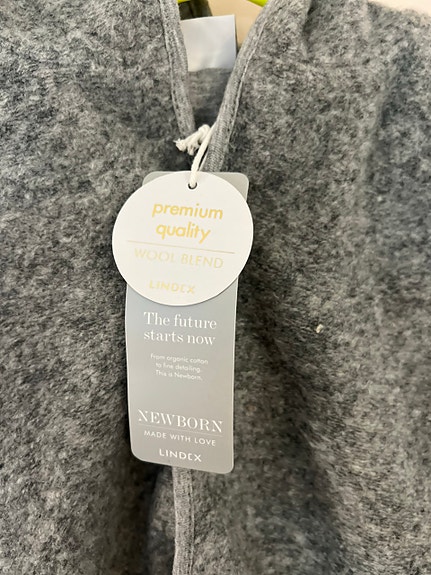 premium
quality
WOOL BLEND
LINDEX
The future
starts now
From organic cotton
to fine detailing.
This is Newborn.
NEWBORN
MADE WITH LOVE
LINDEX